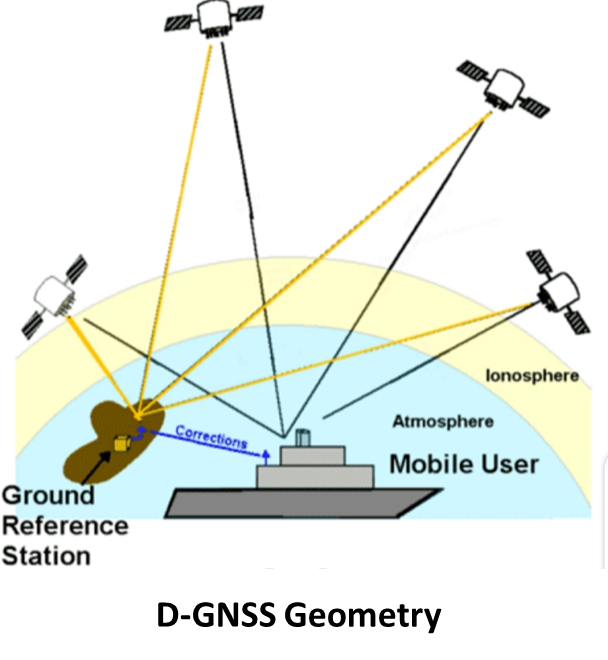 Ionosphere
Atmosphere
Corrections
Mobile User
Ground
Reference
Station
D-GNSS Geometry